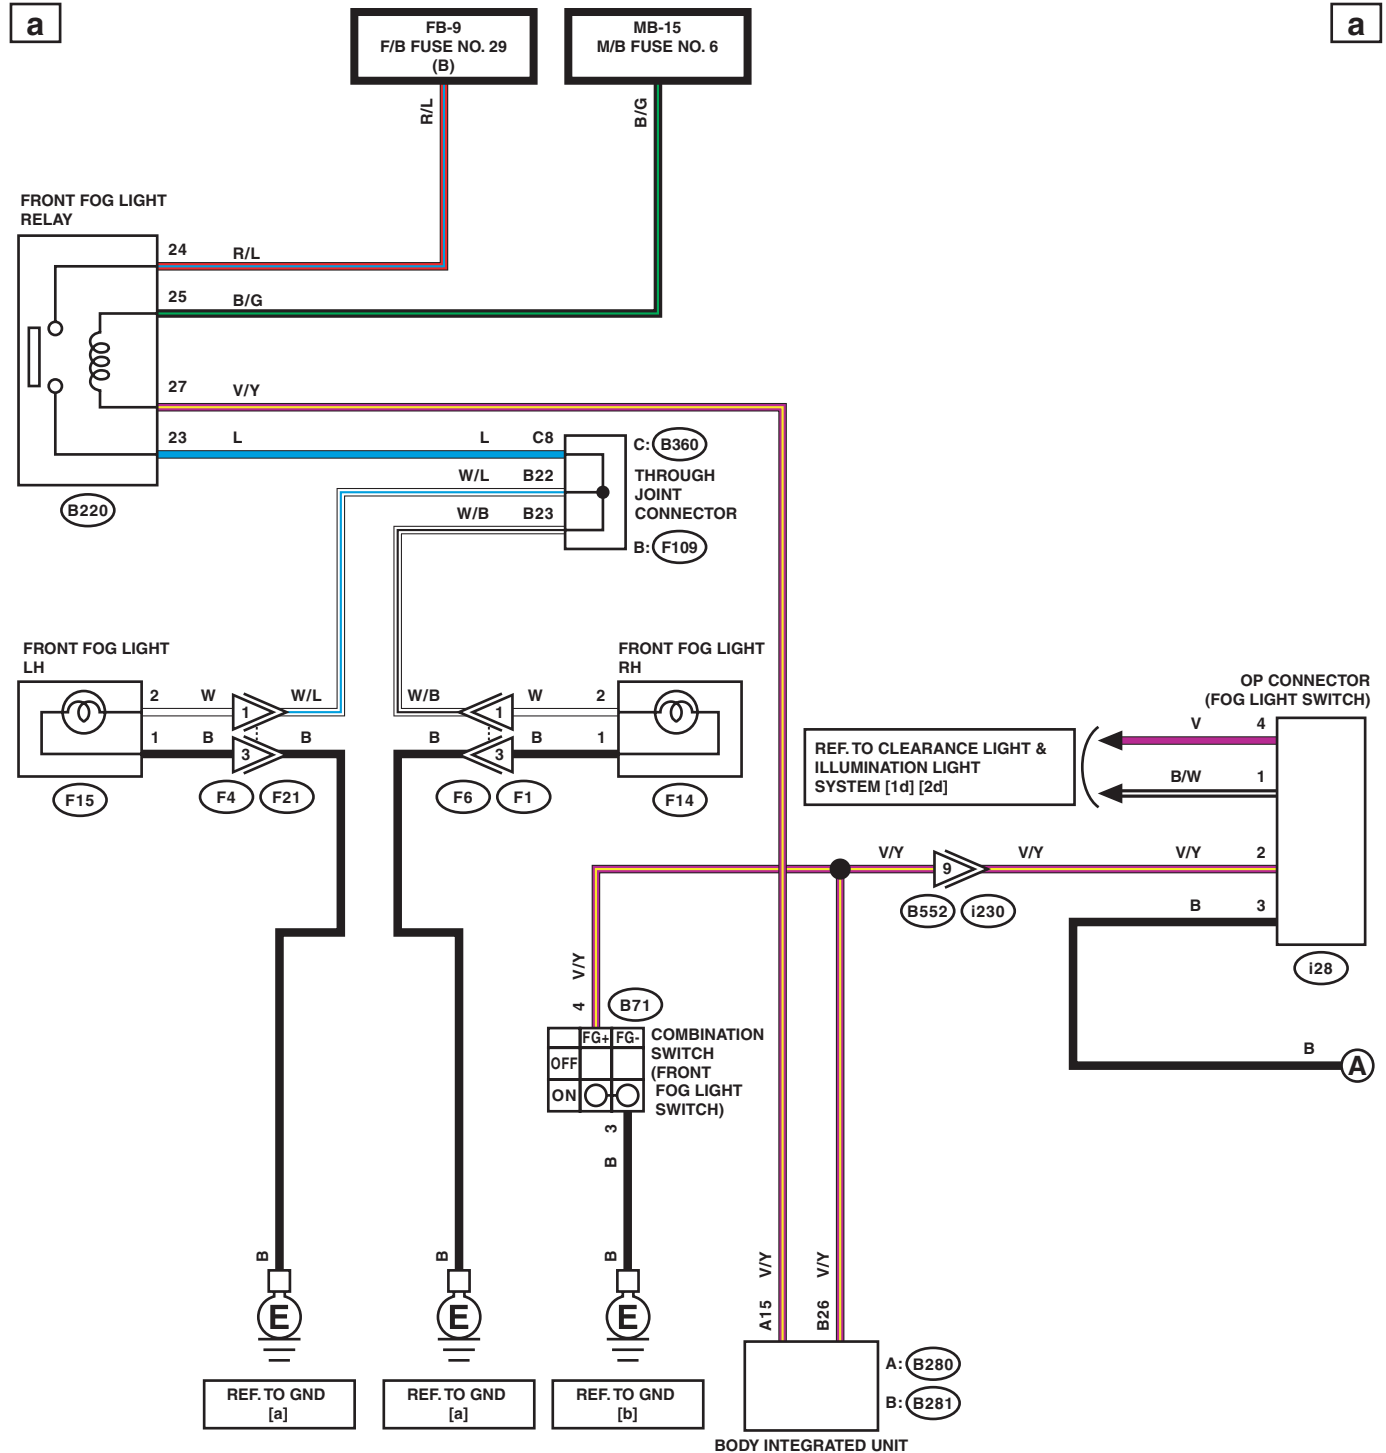 a
a
FB-9
F/B FUSE NO. 29
(B)
MB-15
M/B FUSE NO. 6
R/L
B/G
FRONT FOG LIGHT
RELAY
24 R/L
25 B/G
27 V/Y
23 L
L C8
W/L B22
W/B B23
B220
C: B360
THROUGH
JOINT
CONNECTOR
B: F109
FRONT FOG LIGHT
LH
2 W 1 W/L
1 B 3 B
F15
F4 F21
FRONT FOG LIGHT
RH
W/B 1 W 2
B 3 B 1
F6 F1
F14
OP CONNECTOR
(FOG LIGHT SWITCH)
REF. TO CLEARANCE LIGHT &
ILLUMINATION LIGHT
SYSTEM [1d] [2d]
V 4
B/W 1
V/Y 9 V/Y V/Y 2
B552 i230
B 3
i28
B A
4 V/Y
B71
FG+ FG-
OFF
ON
COMBINATION
SWITCH
(FRONT
FOG LIGHT
SWITCH)
3
B
B
B
B
E
E
E
REF. TO GND
[a]
REF. TO GND
[a]
REF. TO GND
[b]
A15 V/Y
B26 V/Y
A: B280
B: B281
BODY INTEGRATED UNIT